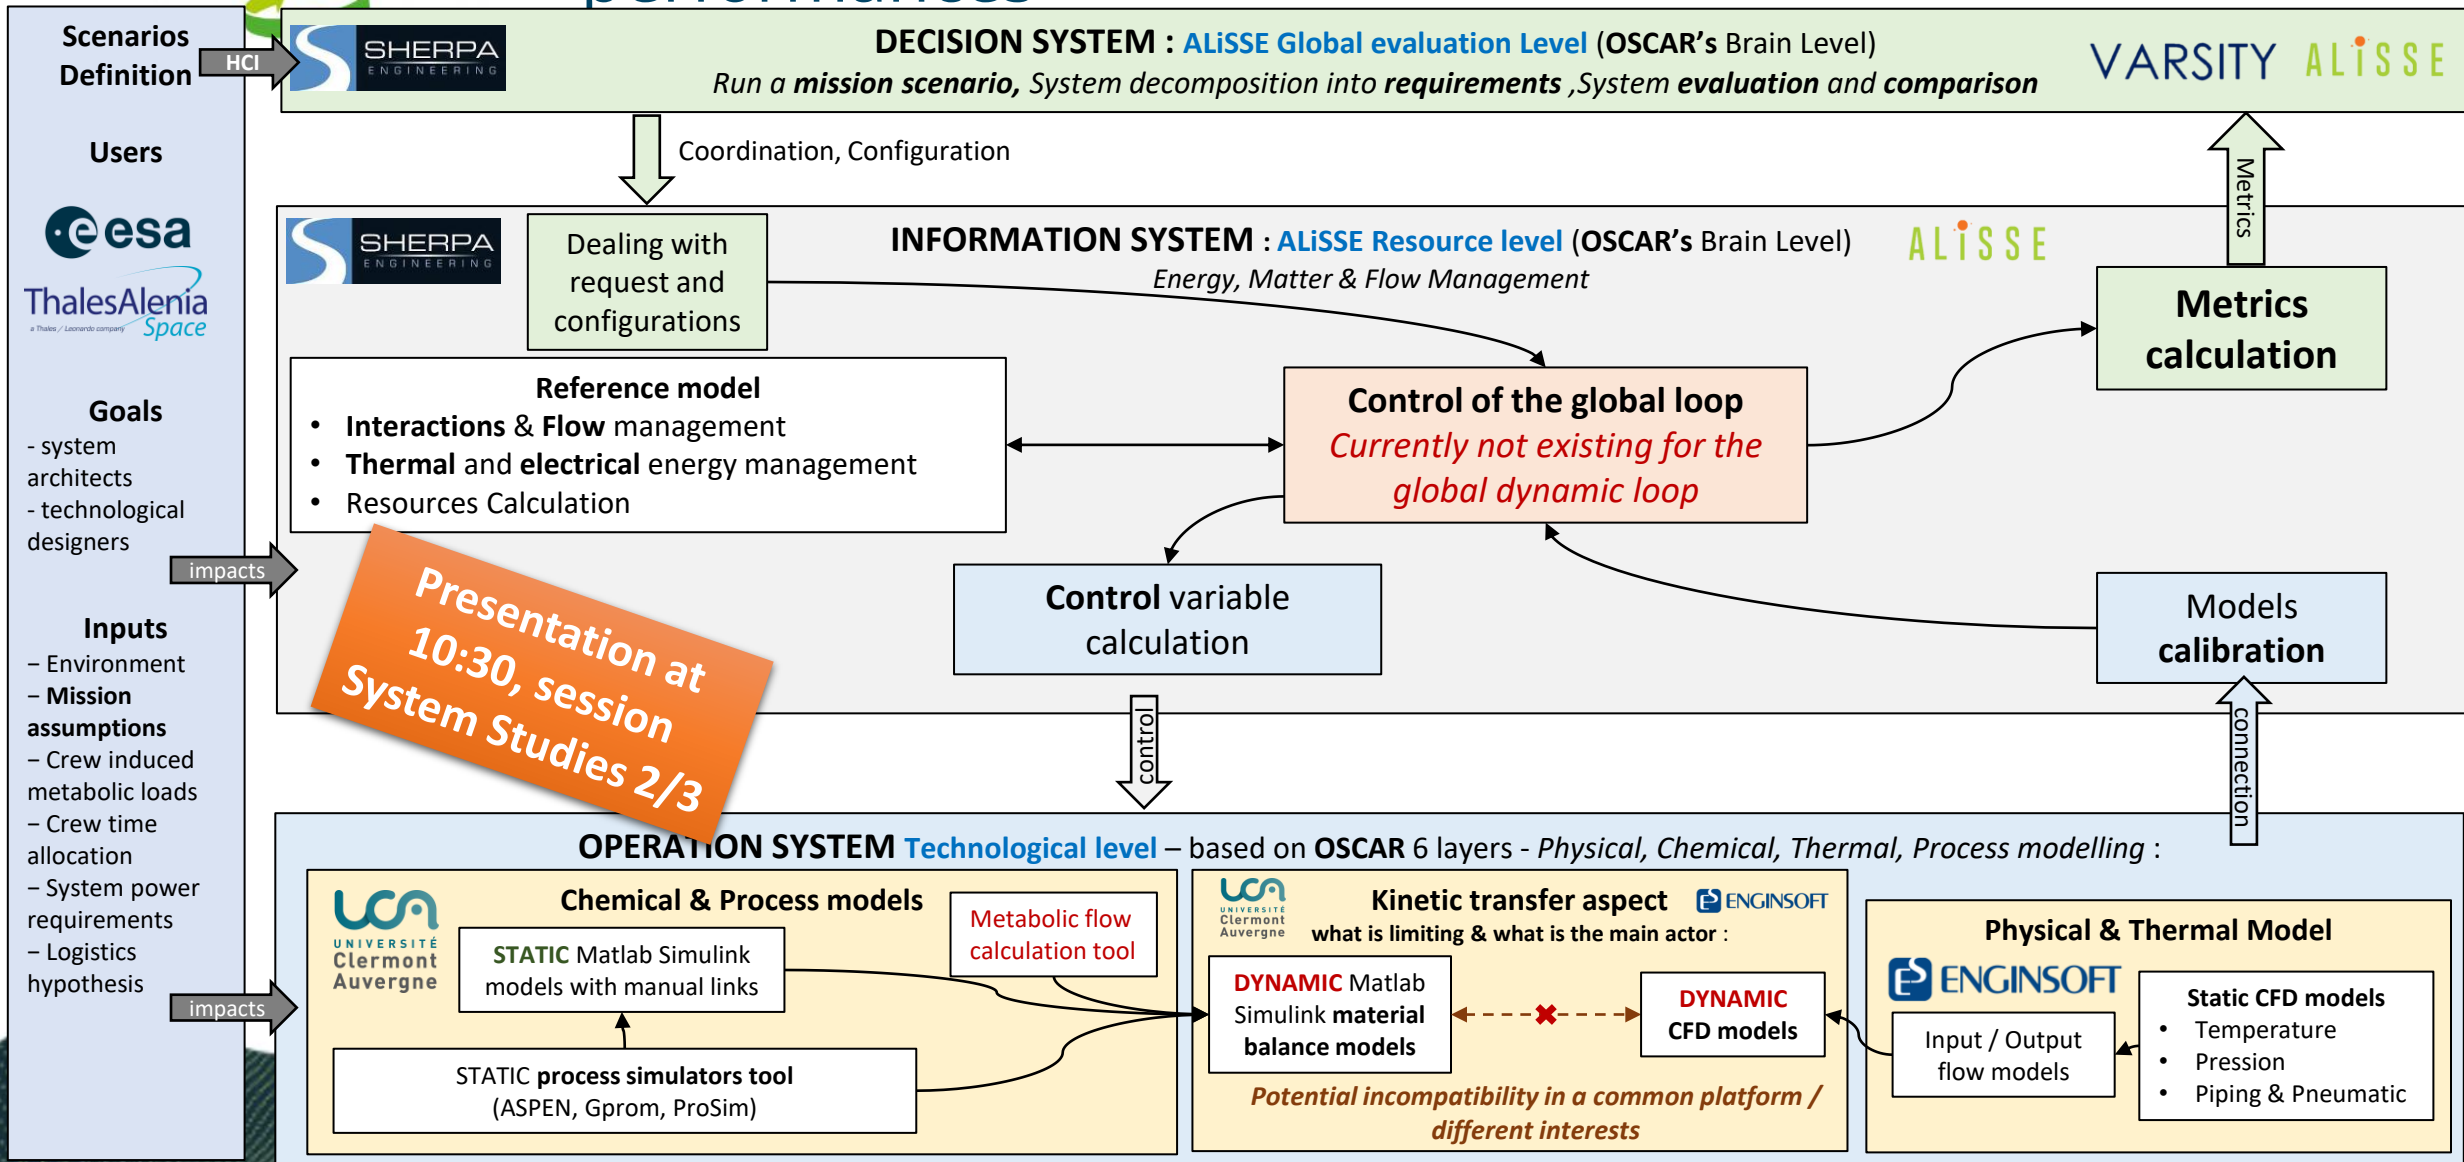 performances
Scenarios
Definition
HCI
Users
esa
ThalesAlenia
a Thales / Leonardo company
Space
Goals
- system
architects
- technological
designers
impacts
Inputs
– Environment
– Mission
assumptions
– Crew induced
metabolic loads
– Crew time
allocation
– System power
requirements
– Logistics
hypothesis
impacts
SHERPA
ENGINEERING
DECISION SYSTEM : ALiSSE Global evaluation Level (OSCAR's Brain Level)
Run a mission scenario, System decomposition into requirements ,System evaluation and comparison
VARSITY ALiSSE
Coordination, Configuration
Metrics
SHERPA
ENGINEERING
Dealing with
request and
configurations
INFORMATION SYSTEM : ALiSSE Resource level (OSCAR's Brain Level)
Energy, Matter & Flow Management
ALiSSE
Metrics
calculation
Reference model
• Interactions & Flow management
• Thermal and electrical energy management
• Resources Calculation
Control of the global loop
Currently not existing for the
global dynamic loop
Presentation at
10:30, session
System Studies 2/3
Control variable
calculation
Models
calibration
control
connection
OPERATION SYSTEM Technological level – based on OSCAR 6 layers - Physical, Chemical, Thermal, Process modelling :
UCA
UNIVERSITÉ
Clermont
Auvergne
Chemical & Process models
STATIC Matlab Simulink
models with manual links
Metabolic flow
calculation tool
STATIC process simulators tool
(ASPEN, Gprom, ProSim)
UCA
UNIVERSITÉ
Clermont
Auvergne
Kinetic transfer aspect
ENGINSOFT
what is limiting & what is the main actor :
DYNAMIC Matlab
Simulink material
balance models
DYNAMIC
CFD models
Potential incompatibility in a common platform /
different interests
Physical & Thermal Model
ENGINSOFT
Input / Output
flow models
Static CFD models
• Temperature
• Pression
• Piping & Pneumatic